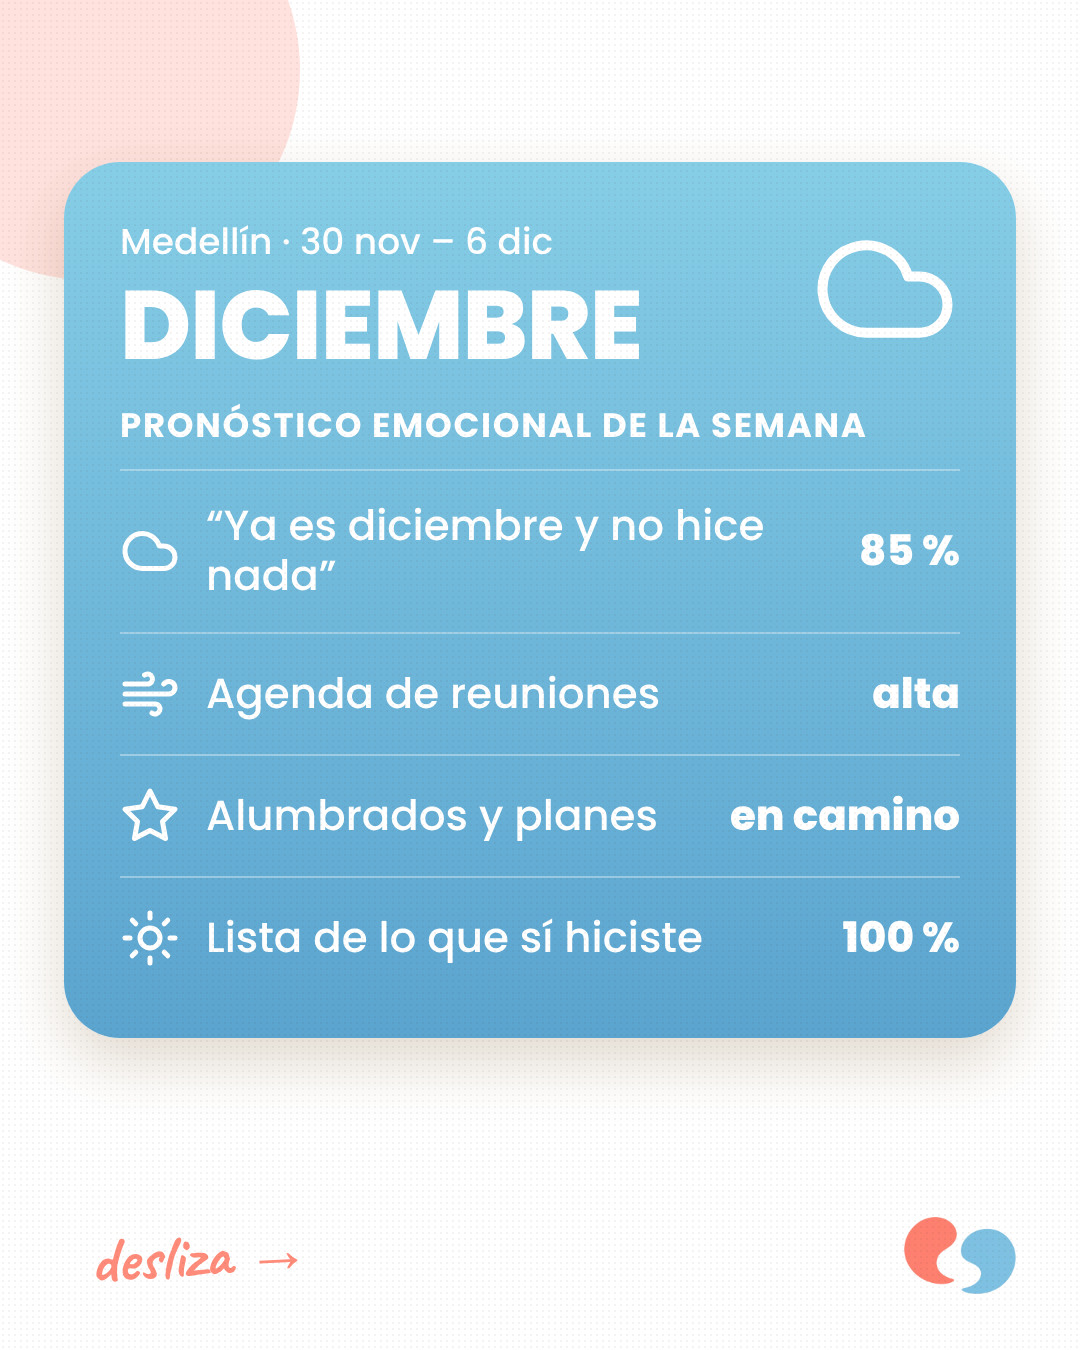 Medellín · 30 nov – 6 dic
DICIEMBRE
PRONÓSTICO EMOCIONAL DE LA SEMANA
“Ya es diciembre y no hice
nada”
85 %
Agenda de reuniones alta
Alumbrados y planes en camino
Lista de lo que sí hiciste 100 %
desliza →